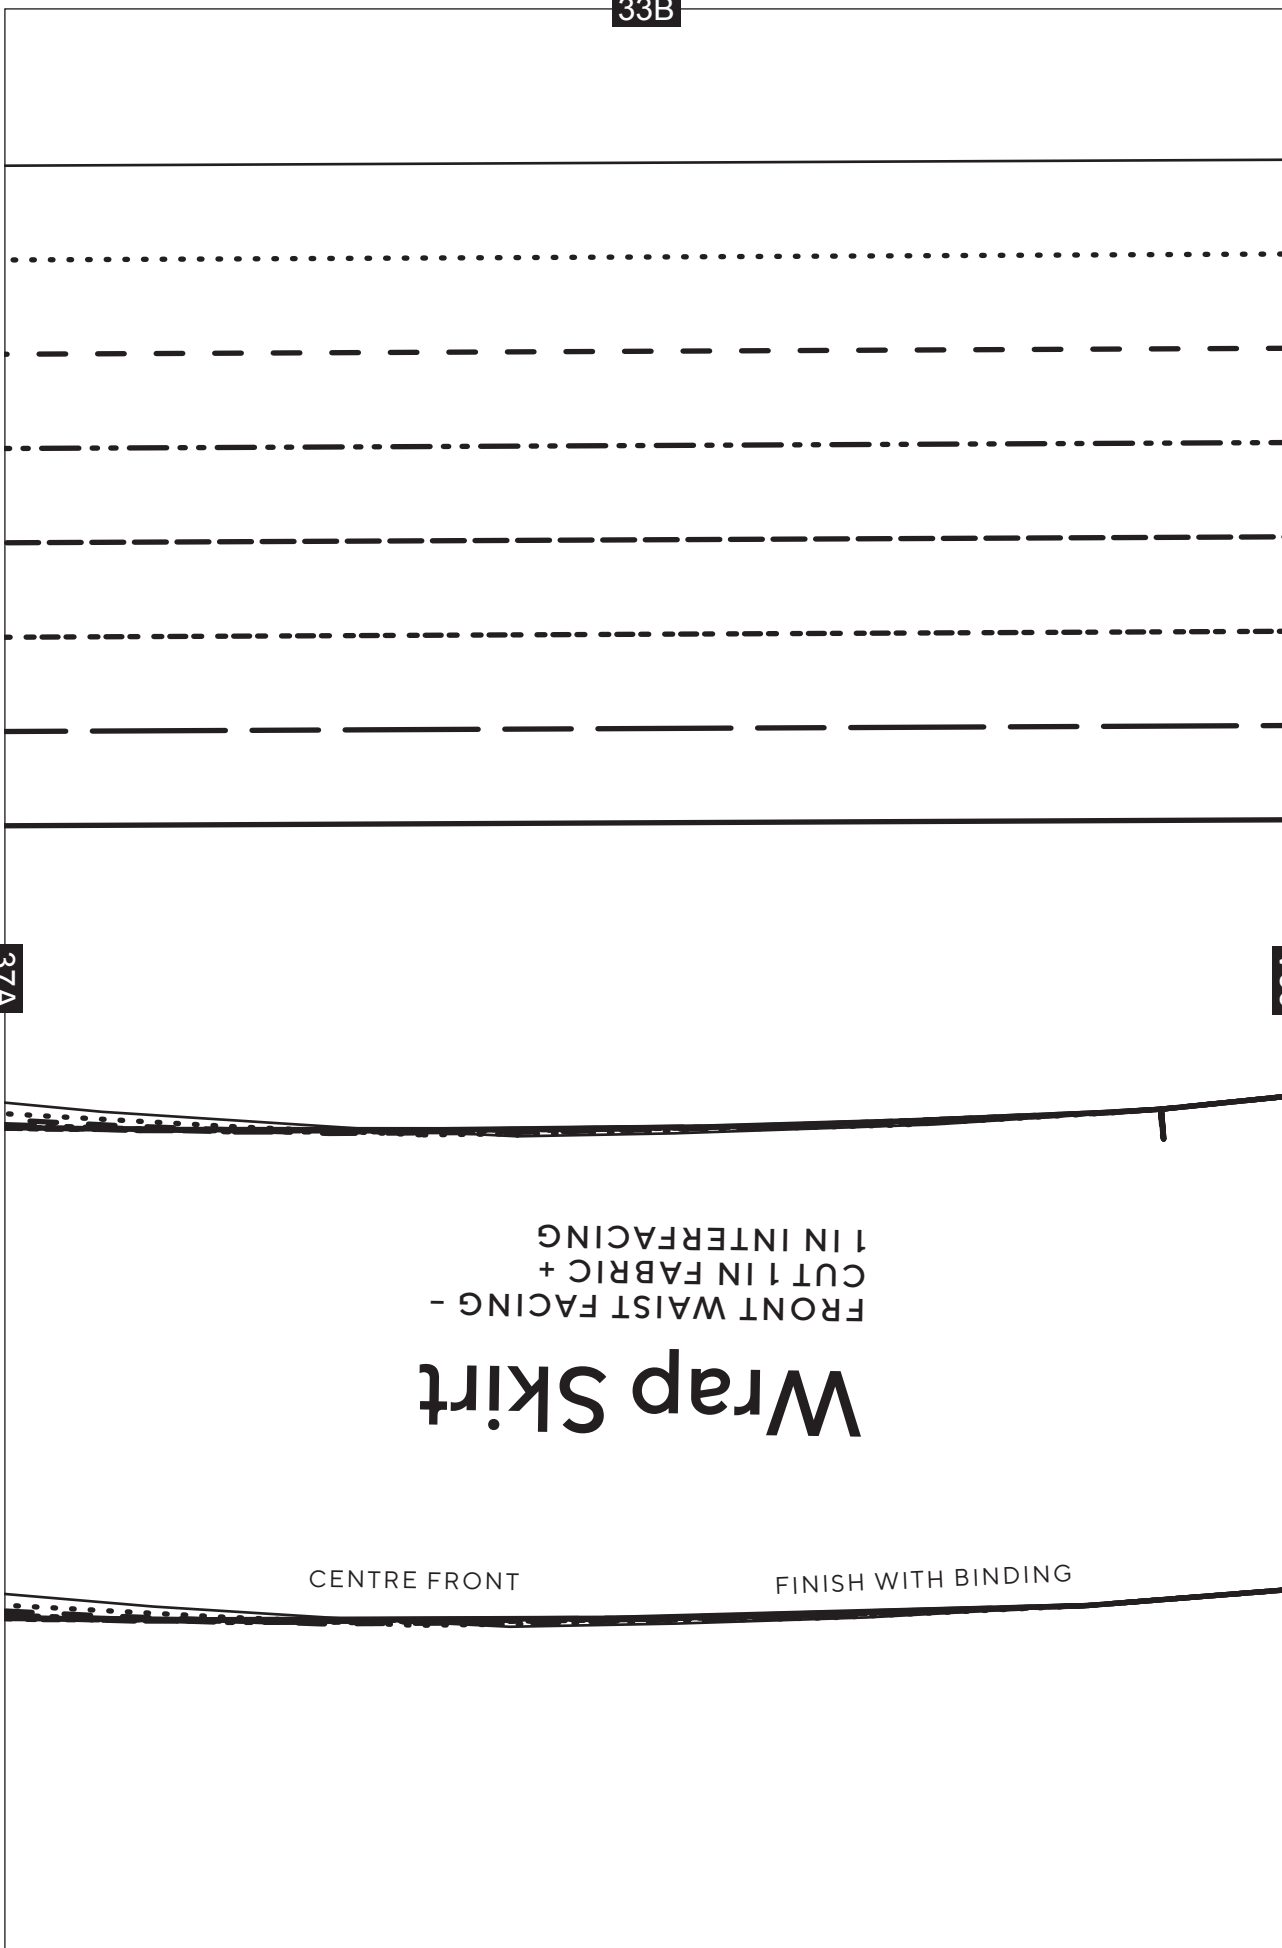 33B
37A
Wrap Skirt
FRONT WAIST FACING –
CUT 1 IN FABRIC +
1 IN INTERFACING
CENTRE FRONT
FINISH WITH BINDING